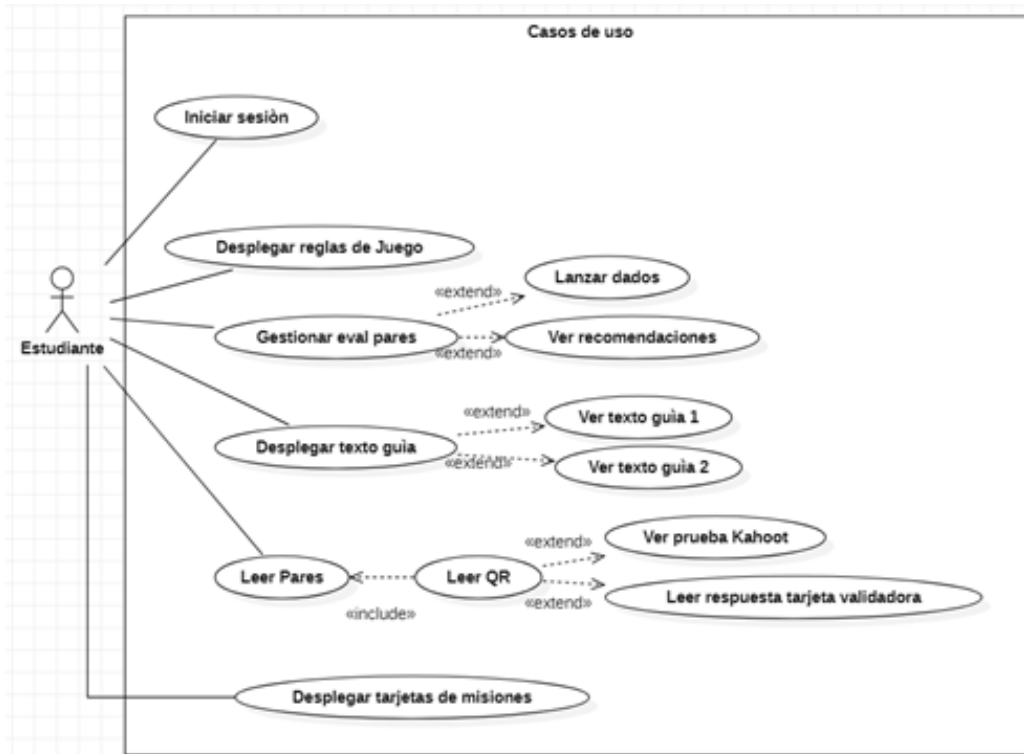 Casos de uso
Iniciar sesiòn
Desplegar reglas de Juego
Lanzar dados
«extend»
Estudiante
Gestionar eval pares
Ver recomendaciones
«extend»
Ver texto guìa 1
«extend»
Desplegar texto guìa
«extend»
Ver texto guìa 2
Ver prueba Kahoot
«extend»
Leer Pares
Leer QR
Leer respuesta tarjeta validadora
«extend»
«include»
Desplegar tarjetas de misiones